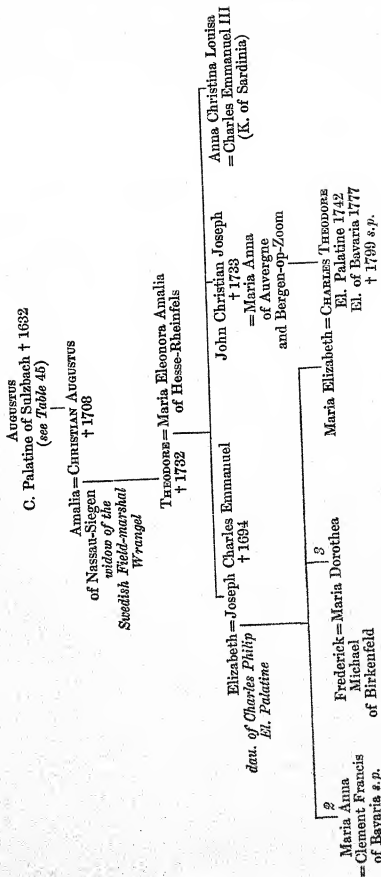 AUGUSTUS
C. Palatine of Sulzbach † 1632
(see Table 45)
Amalia=CHRISTIAN AUGUSTUS
of Nassau-Siegen † 1708
widow of the
Swedish Field-marshal
Wrangel
THEODORE=Maria Eleonora Amalia
† 1732 of Hesse-Rheinfels
Elizabeth=Joseph Charles Emmanuel
dau. of Charles Philip † 1694
El. Palatine
John Christian Joseph
† 1733
=Maria Anna
of Auvergne
and Bergen-op-Zoom
Anna Christina Louisa
=Charles Emmanuel III
(K. of Sardinia)
2
Maria Anna
=Clement Francis
of Bavaria s.p.
3
Frederick=Maria Dorothea
Michael
of Birkenfeld
Maria Elizabeth=CHARLES THEODORE
El. Palatine 1742
El. of Bavaria 1777
† 1799 s.p.